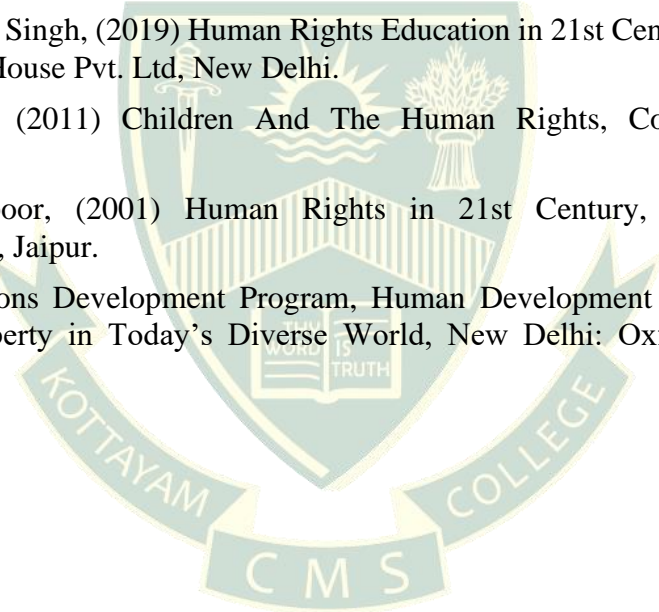 Singh, (2019) Human Rights Education in 21st Cen
House Pvt. Ltd, New Delhi.
(2011) Children And The Human Rights, Co
oor, (2001) Human Rights in 21st Century,
, Jaipur.
ons Development Program, Human Development
perty in Today's Diverse World, New Delhi: Ox
THY
WORD IS
TRUTH
KOTTAYAM
COLLEGE
CMS